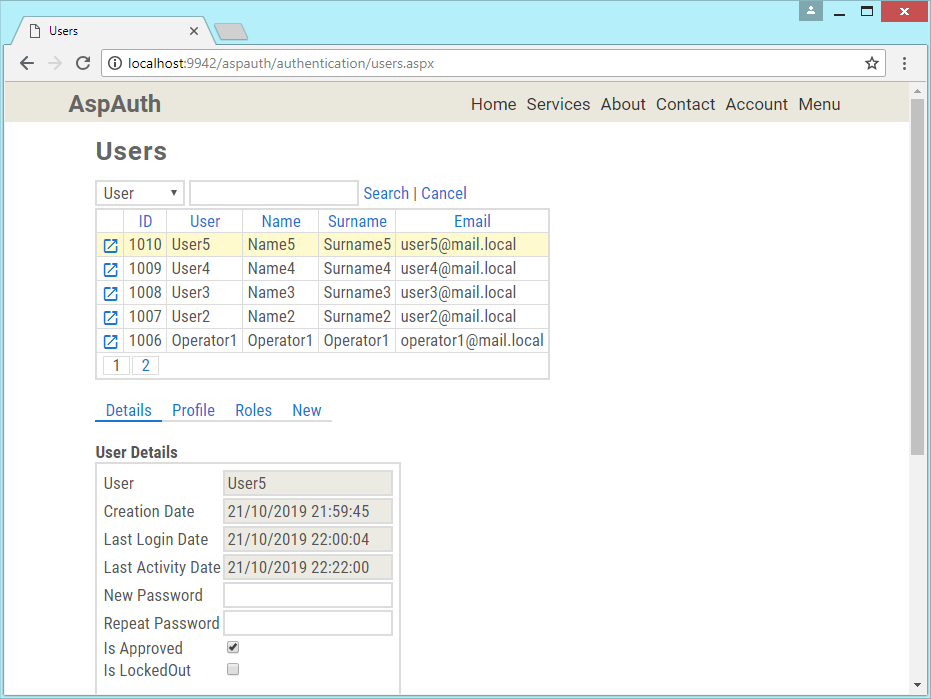 Users
localhost:9942/aspauth/authentication/users.aspx
AspAuth Home Services About Contact Account Menu
Users
User Search | Cancel
ID User Name Surname Email
1010 User5 Name5 Surname5 user5@mail.local
1009 User4 Name4 Surname4 user4@mail.local
1008 User3 Name3 Surname3 user3@mail.local
1007 User2 Name2 Surname2 user2@mail.local
1006 Operator1 Operator1 Operator1 operator1@mail.local
1 2
Details Profile Roles New
User Details
User User5
Creation Date 21/10/2019 21:59:45
Last Login Date 21/10/2019 22:00:04
Last Activity Date 21/10/2019 22:22:00
New Password
Repeat Password
Is Approved
Is LockedOut